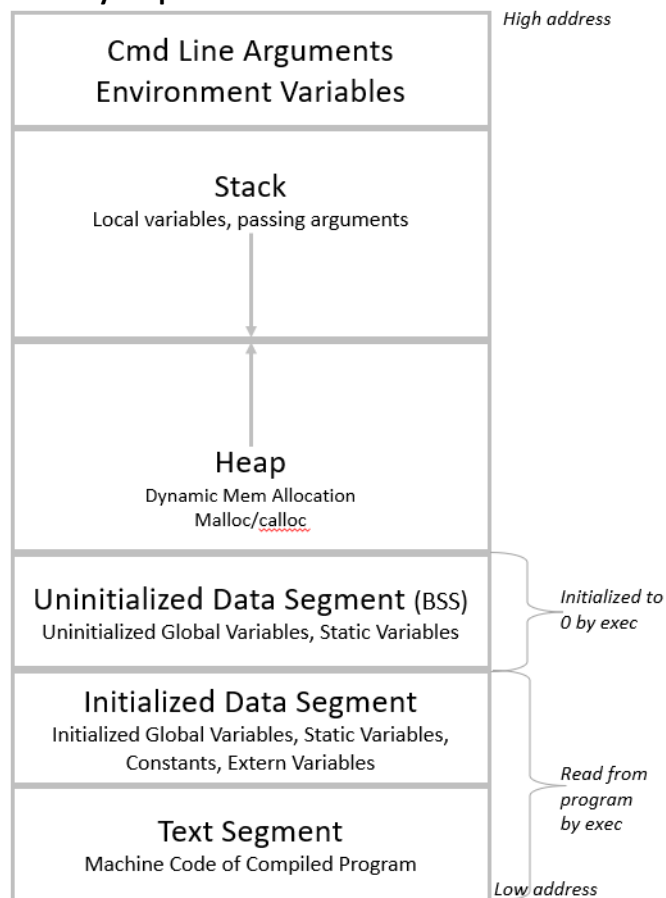 High address
Cmd Line Arguments
Environment Variables
Stack
Local variables, passing arguments
Heap
Dynamic Mem Allocation
Malloc/calloc
Uninitialized Data Segment (BSS)
Uninitialized Global Variables, Static Variables
Initialized to
0 by exec
Initialized Data Segment
Initialized Global Variables, Static Variables,
Constants, Extern Variables
Read from
program
by exec
Text Segment
Machine Code of Compiled Program
Low address